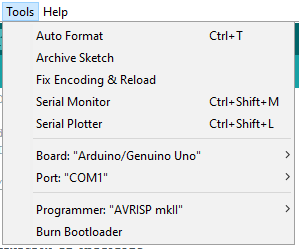 Tools Help
Auto Format Ctrl+T
Archive Sketch
Fix Encoding & Reload
Serial Monitor Ctrl+Shift+M
Serial Plotter Ctrl+Shift+L
Board: "Arduino/Genuino Uno"
Port: "COM1"
Programmer: "AVRISP mkII"
Burn Bootloader